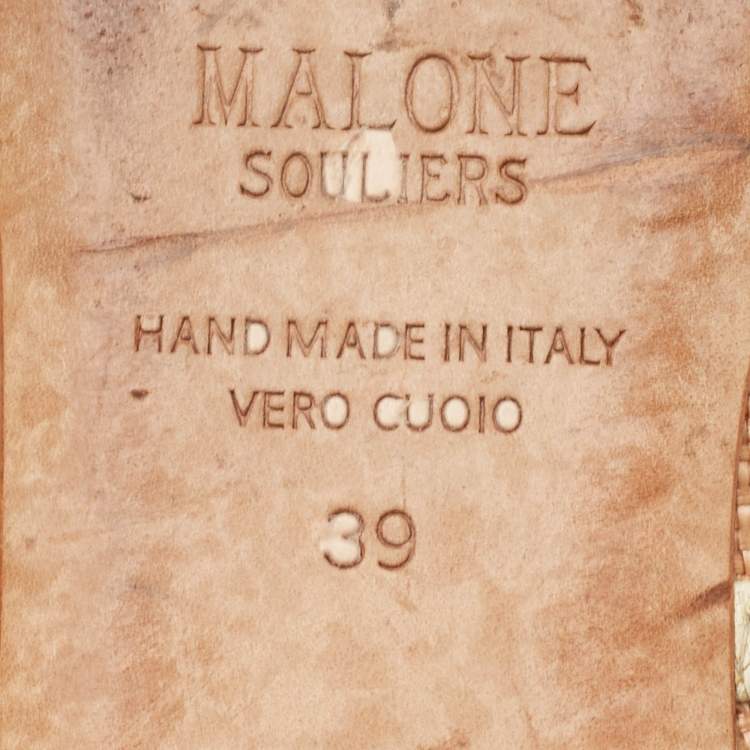 MALONE
SOULIERS
HAND MADE IN ITALY
VERO CUOIO
39